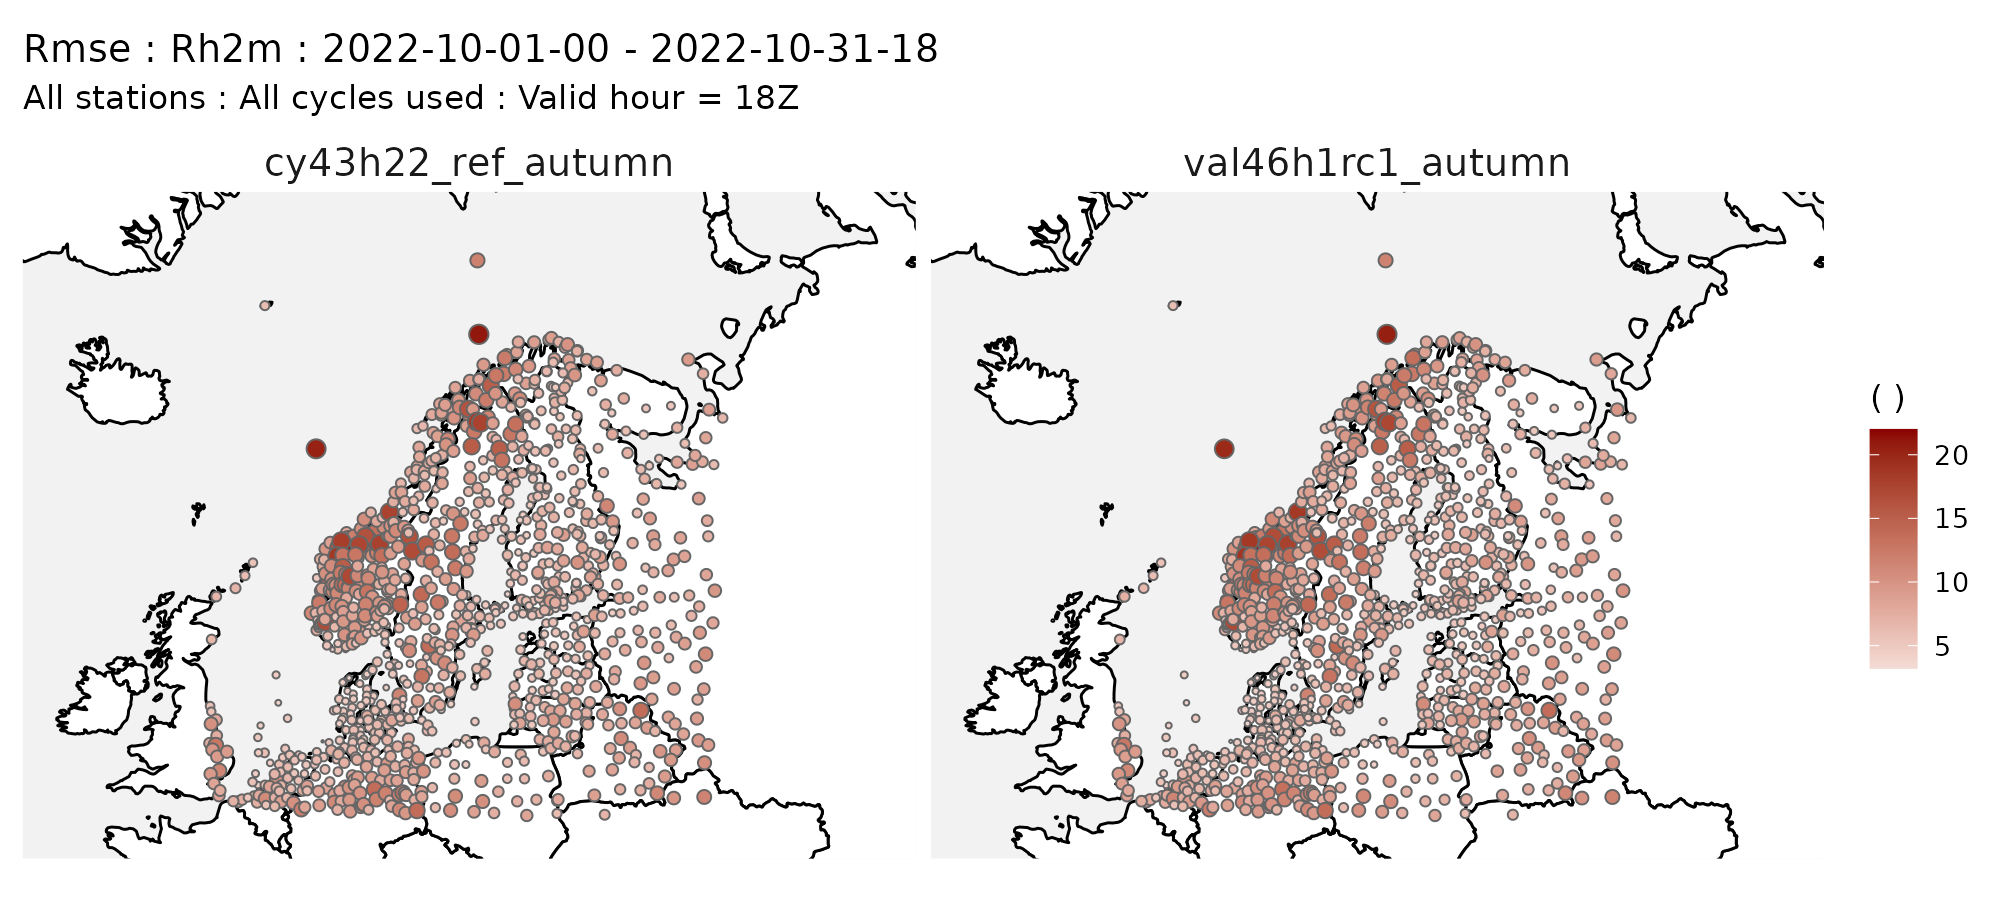 Rmse : Rh2m : 2022-10-01-00 - 2022-10-31-18
All stations : All cycles used : Valid hour = 18Z
cy43h22_ref_autumn
val46h1rc1_autumn
( )
20
15
10
5